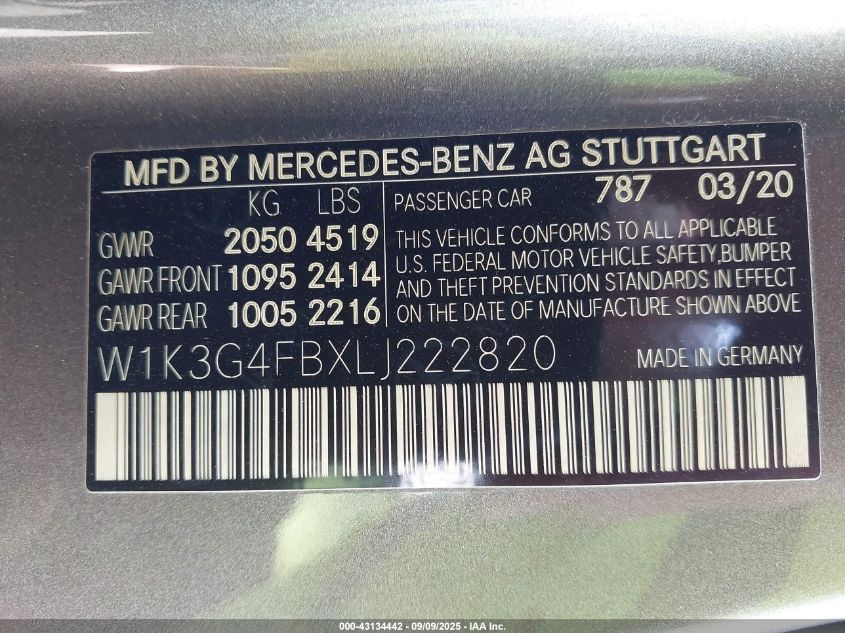 MFD BY MERCEDES-BENZ AG STUTTGART
KG LBS
GVWR 2050 4519
GAWR FRONT 1095 2414
GAWR REAR 1005 2216
PASSENGER CAR 787 03/20
THIS VEHICLE CONFORMS TO ALL APPLICABLE
U.S. FEDERAL MOTOR VEHICLE SAFETY,BUMPER
AND THEFT PREVENTION STANDARDS IN EFFECT
ON THE DATE OF MANUFACTURE SHOWN ABOVE
W1K3G4FBXLJ222820 MADE IN GERMANY
000-43134442 - 09/09/2025 - IAA Inc.